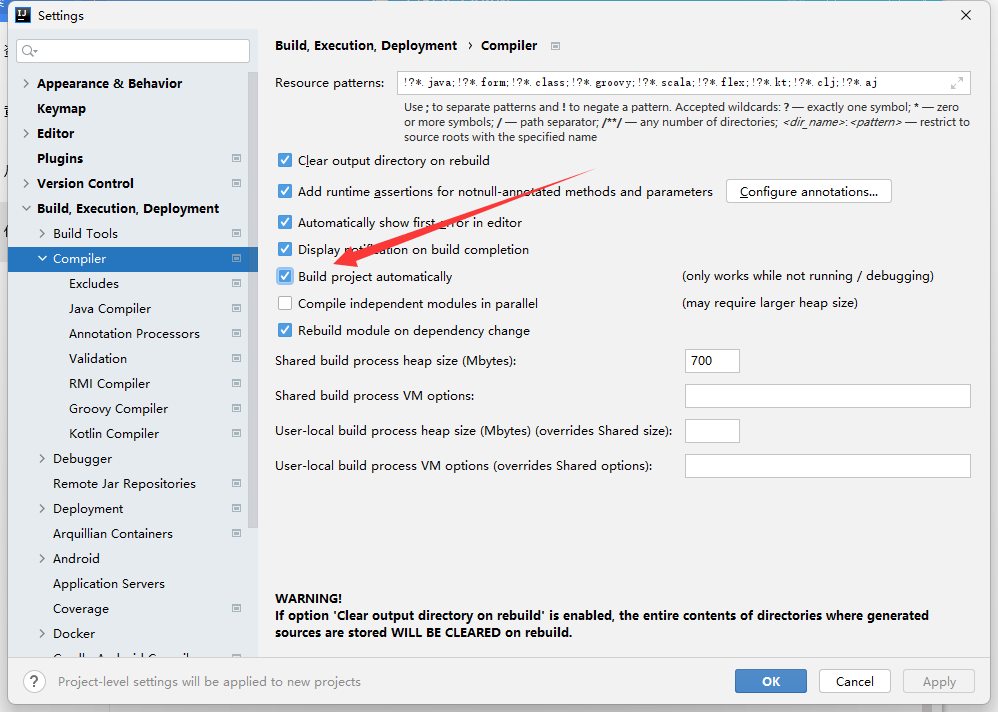 Settings
Build, Execution, Deployment › Compiler
Appearance & Behavior
Keymap
Editor
Plugins
Version Control
Build, Execution, Deployment
Build Tools
Compiler
Excludes
Java Compiler
Annotation Processors
Validation
RMI Compiler
Groovy Compiler
Kotlin Compiler
Debugger
Remote Jar Repositories
Deployment
Arquillian Containers
Android
Application Servers
Coverage
Docker
Resource patterns: !?*.java;!?*.form;!?*.class;!?*.groovy;!?*.scala;!?*.flex;!?*.kt;!?*.clj;!?*.aj
Use ; to separate patterns and ! to negate a pattern. Accepted wildcards: ? — exactly one symbol; * — zero
or more symbols; / — path separator; /**/ — any number of directories; <dir_name>:<pattern> — restrict to
source roots with the specified name
Clear output directory on rebuild
Add runtime assertions for notnull-annotated methods and parameters Configure annotations...
Automatically show first error in editor
Display notification on build completion
Build project automatically (only works while not running / debugging)
Compile independent modules in parallel (may require larger heap size)
Rebuild module on dependency change
Shared build process heap size (Mbytes): 700
Shared build process VM options:
User-local build process heap size (Mbytes) (overrides Shared size):
User-local build process VM options (overrides Shared options):
WARNING!
If option 'Clear output directory on rebuild' is enabled, the entire contents of directories where generated
sources are stored WILL BE CLEARED on rebuild.
? Project-level settings will be applied to new projects
OK Cancel Apply